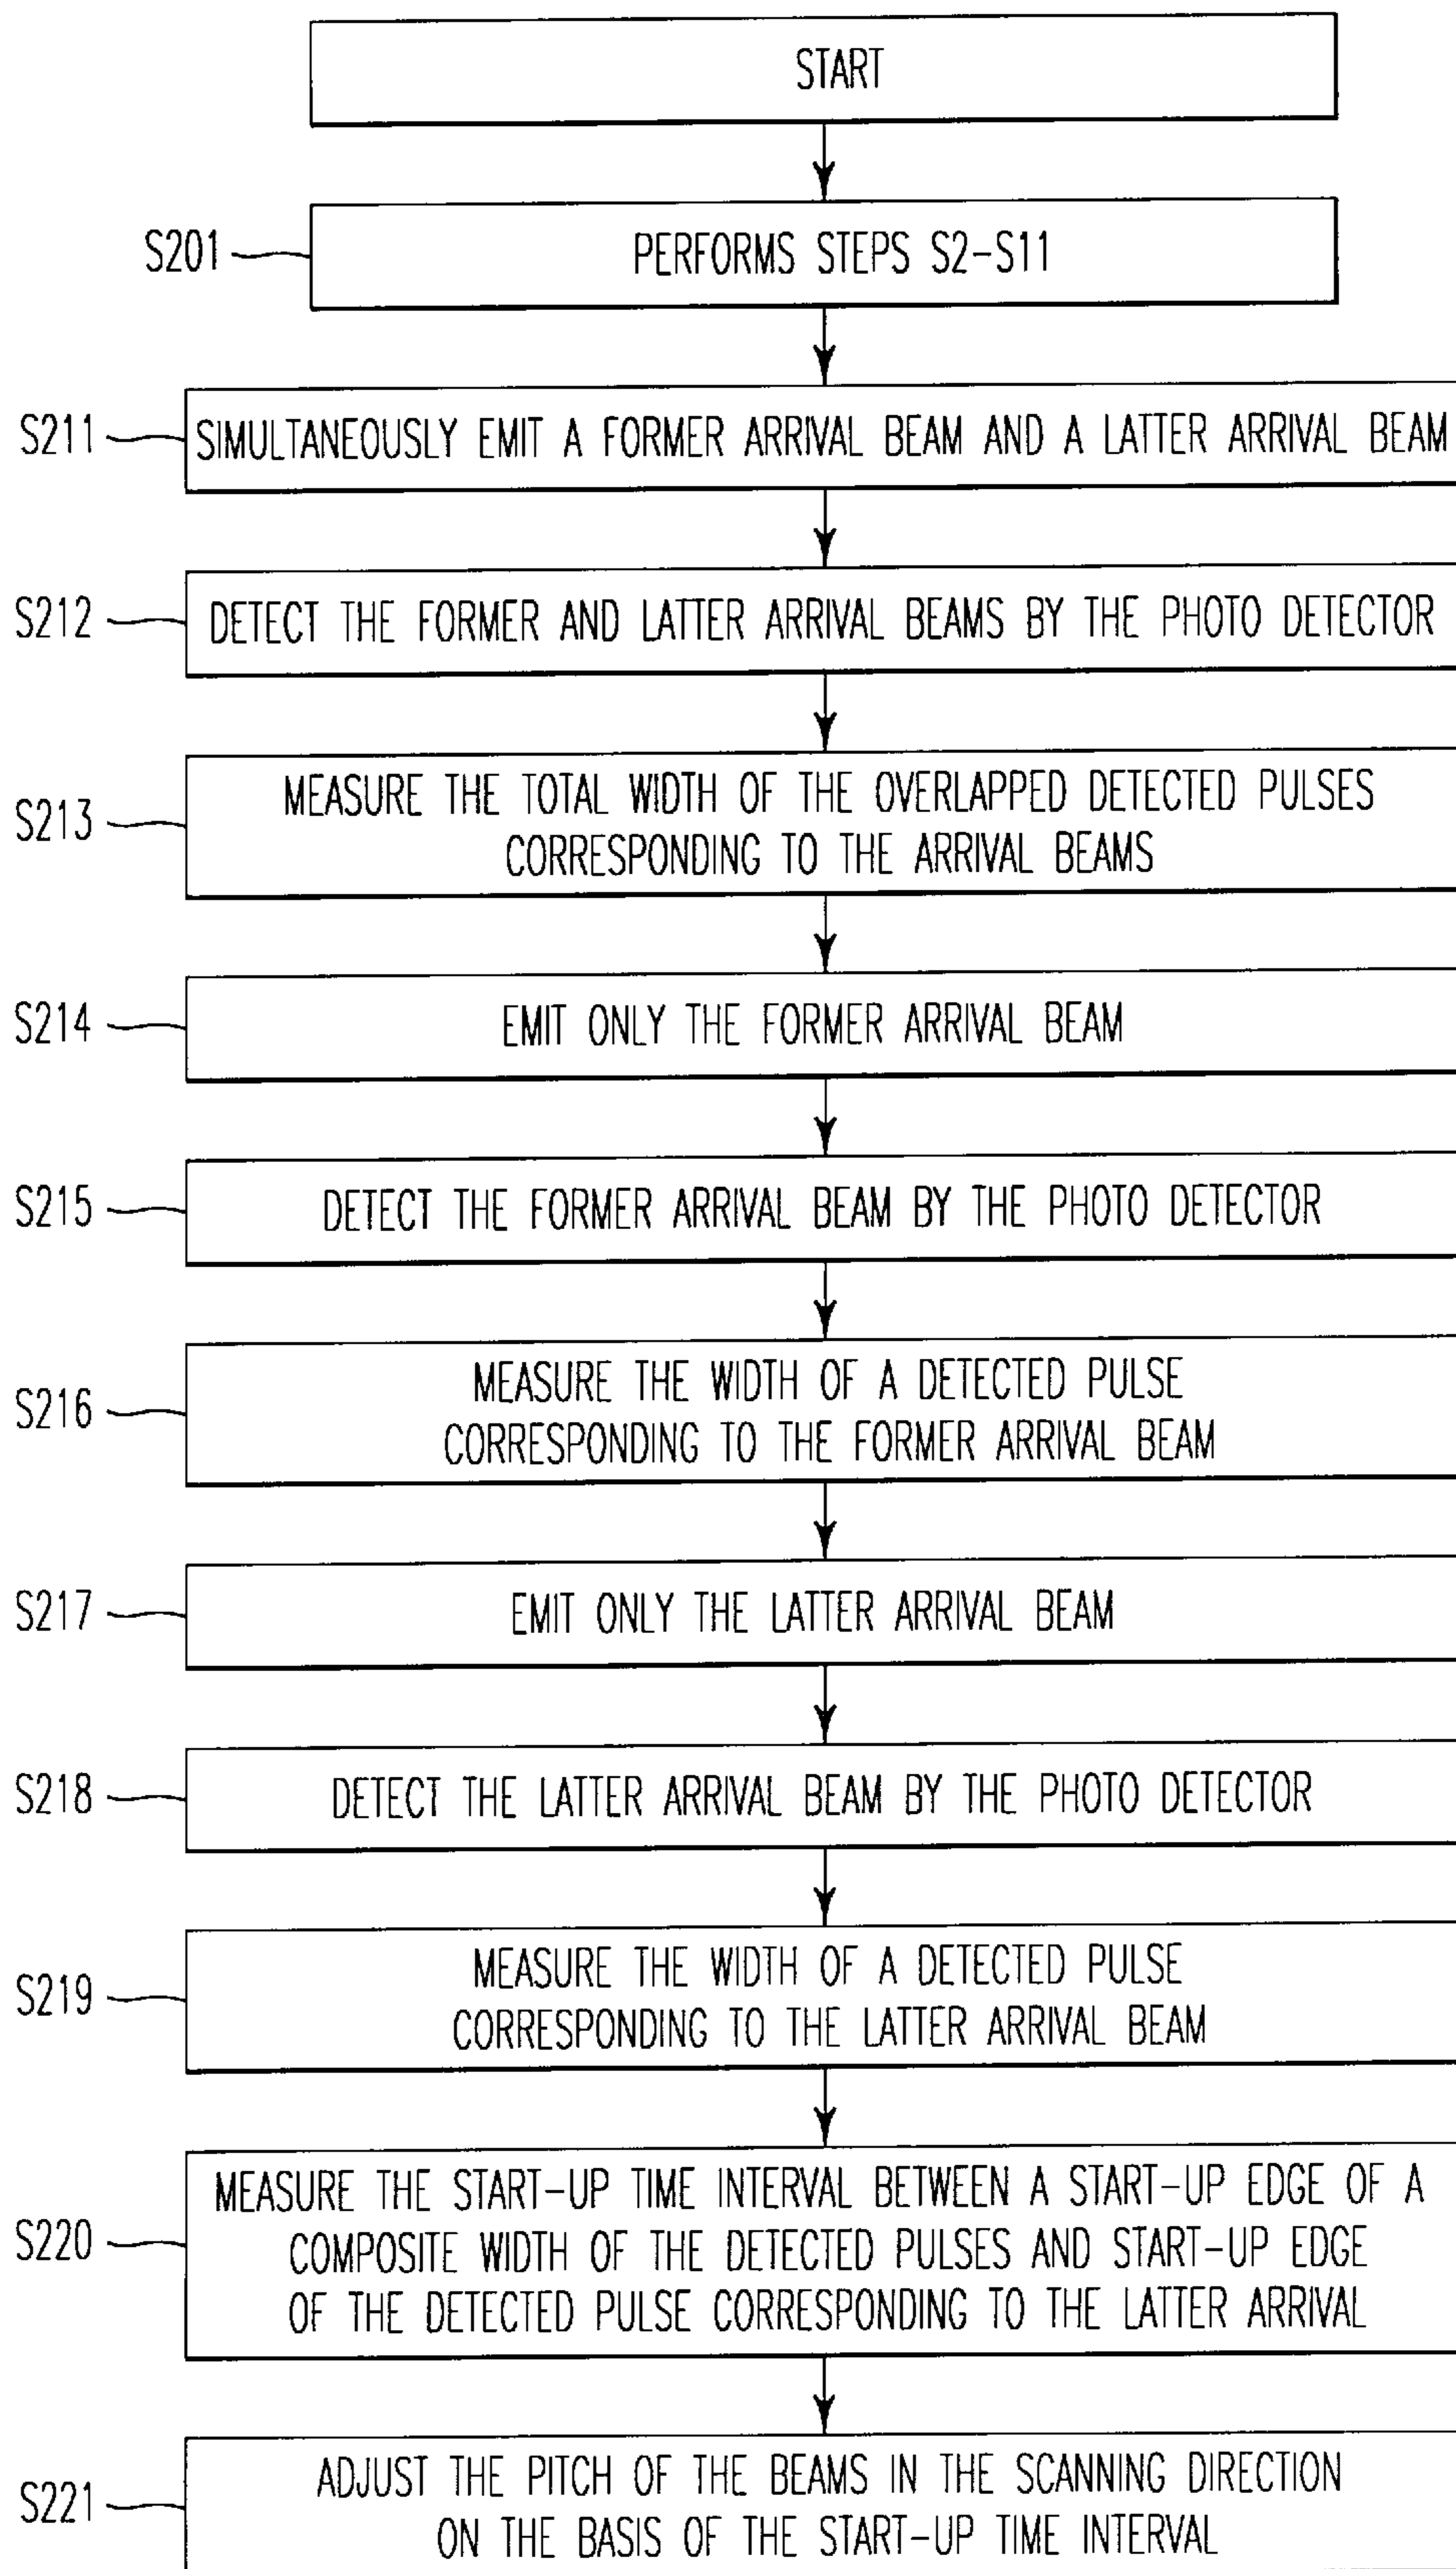 START
S201
PERFORMS STEPS S2-S11
S211
SIMULTANEOUSLY EMIT A FORMER ARRIVAL BEAM AND A LATTER ARRIVAL BEAM
S212
DETECT THE FORMER AND LATTER ARRIVAL BEAMS BY THE PHOTO DETECTOR
S213
MEASURE THE TOTAL WIDTH OF THE OVERLAPPED DETECTED PULSES
CORRESPONDING TO THE ARRIVAL BEAMS
S214
EMIT ONLY THE FORMER ARRIVAL BEAM
S215
DETECT THE FORMER ARRIVAL BEAM BY THE PHOTO DETECTOR
S216
MEASURE THE WIDTH OF A DETECTED PULSE
CORRESPONDING TO THE FORMER ARRIVAL BEAM
S217
EMIT ONLY THE LATTER ARRIVAL BEAM
S218
DETECT THE LATTER ARRIVAL BEAM BY THE PHOTO DETECTOR
S219
MEASURE THE WIDTH OF A DETECTED PULSE
CORRESPONDING TO THE LATTER ARRIVAL BEAM
S220
MEASURE THE START-UP TIME INTERVAL BETWEEN A START-UP EDGE OF A
COMPOSITE WIDTH OF THE DETECTED PULSES AND START-UP EDGE
OF THE DETECTED PULSE CORRESPONDING TO THE LATTER ARRIVAL
S221
ADJUST THE PITCH OF THE BEAMS IN THE SCANNING DIRECTION
ON THE BASIS OF THE START-UP TIME INTERVAL